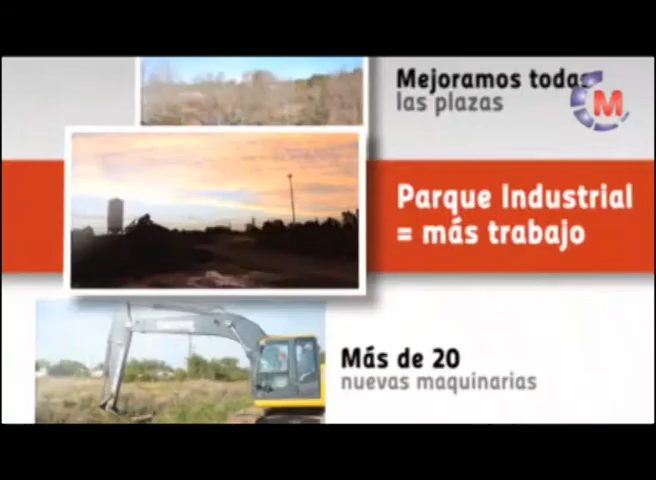 Mejoramos todas
las plazas
M
Parque Industrial
= más trabajo
Más de 20
nuevas maquinarias